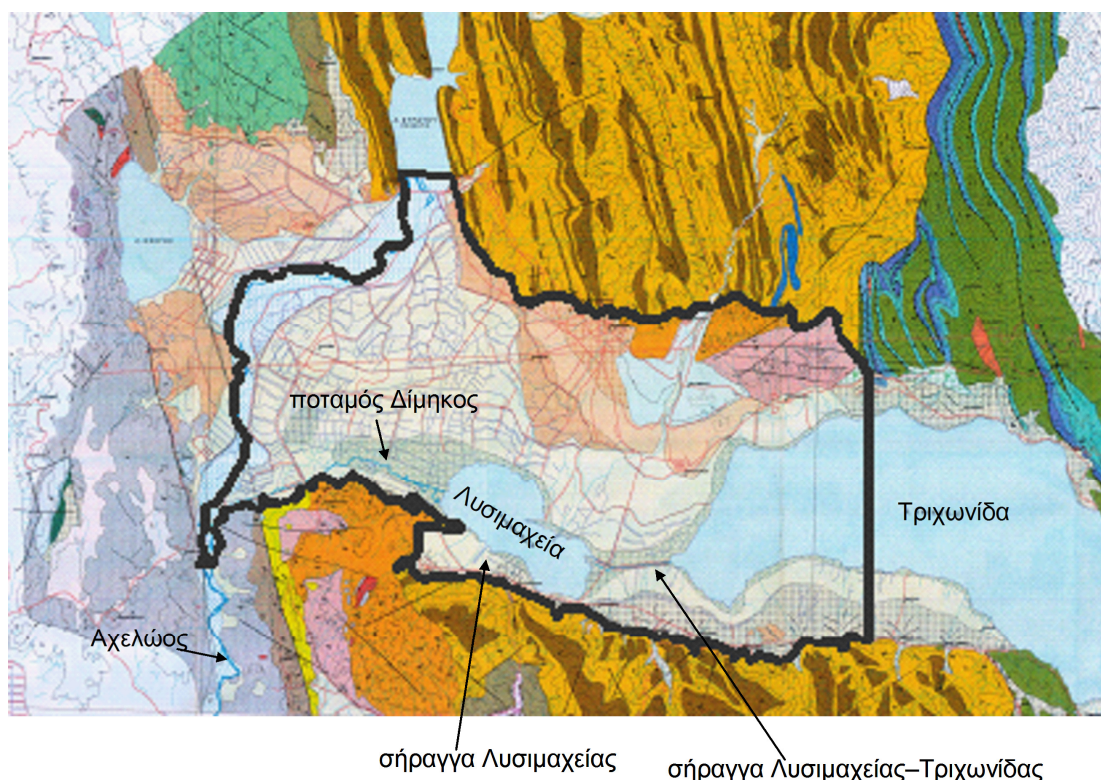 ποταμός Δίμηκος
Λυσιμαχεία
Τριχωνίδα
Αχελώος
σήραγγα Λυσιμαχείας
σήραγγα Λυσιμαχείας–Τριχωνίδας